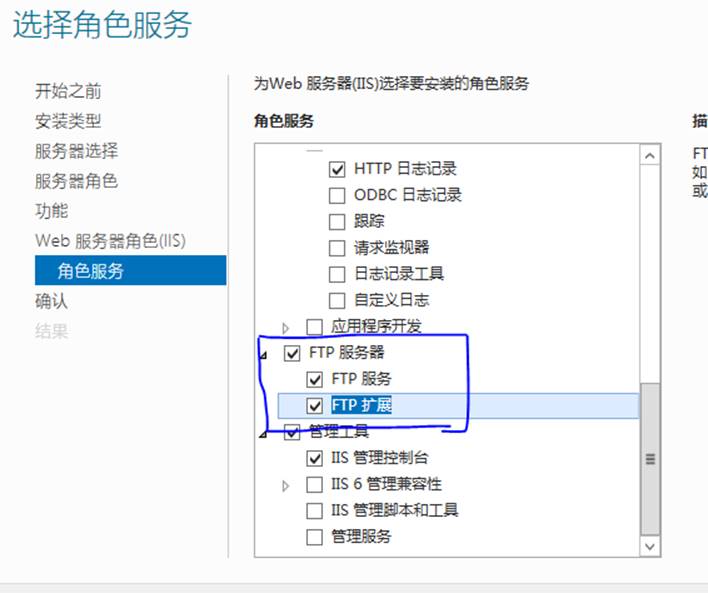 选择角色服务
开始之前
安装类型
服务器选择
服务器角色
功能
Web 服务器角色(IIS)
角色服务
确认
结果
为Web 服务器(IIS)选择要安装的角色服务
角色服务
HTTP 日志记录
ODBC 日志记录
跟踪
请求监视器
日志记录工具
自定义日志
应用程序开发
FTP 服务器
FTP 服务
FTP 扩展
管理工具
IIS 管理控制台
IIS 6 管理兼容性
IIS 管理脚本和工具
管理服务
描
FT
如
或